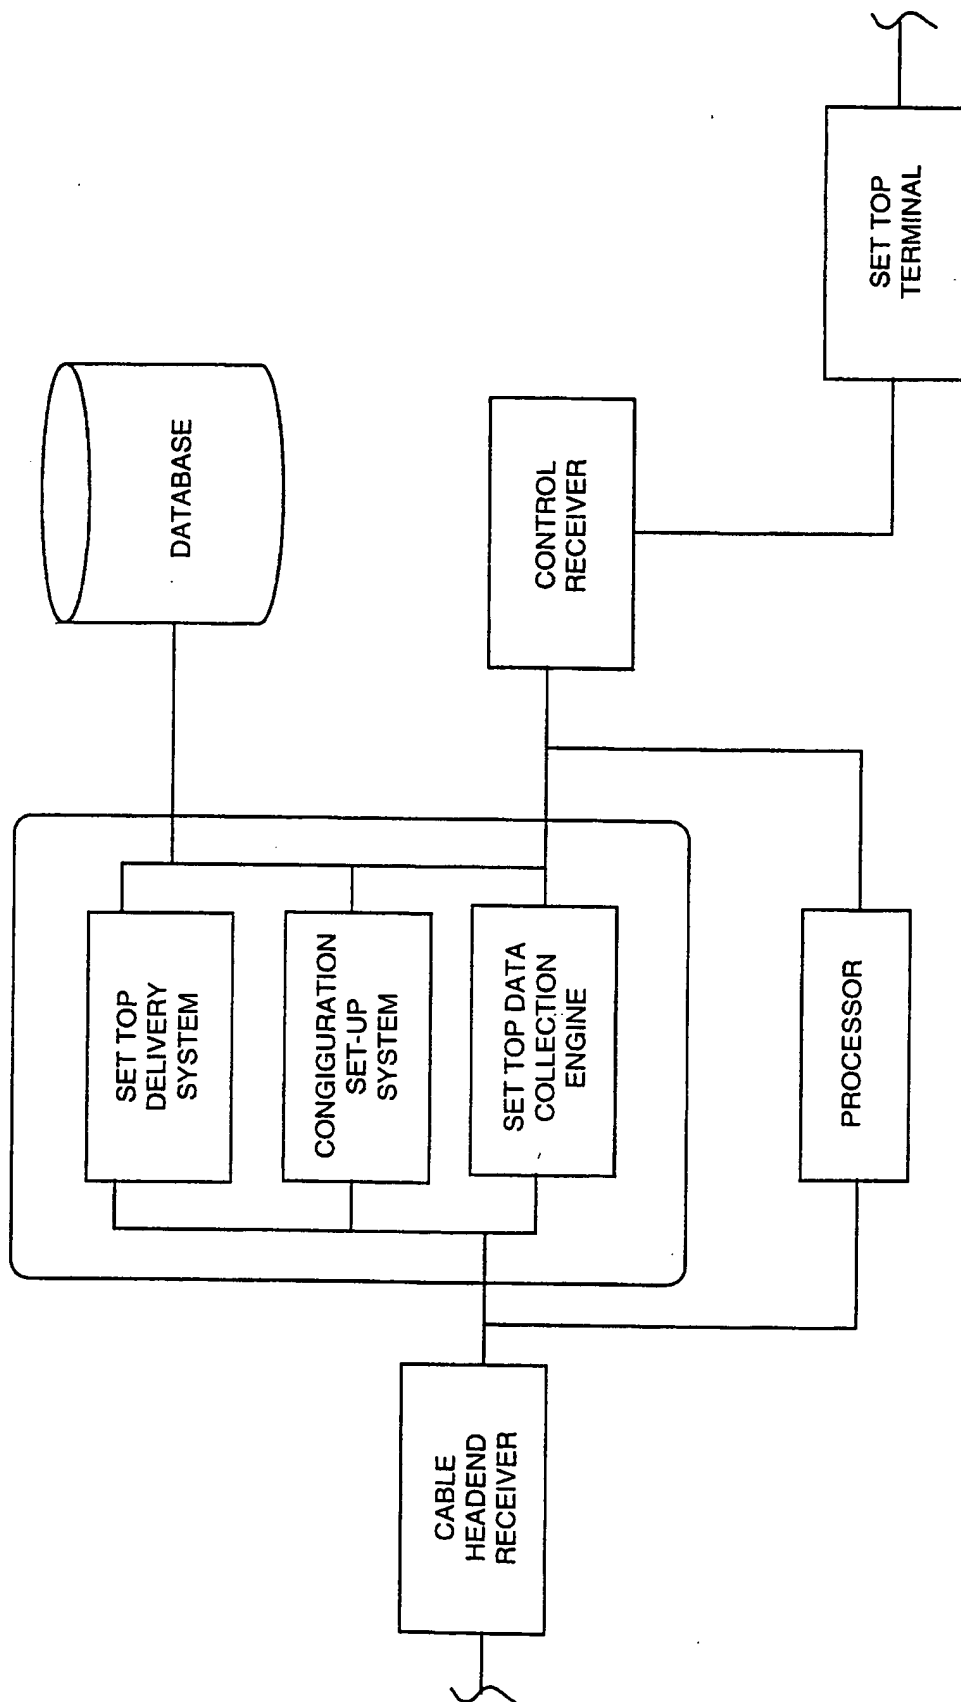 CABLE
HEADEND
RECEIVER
SET TOP
DELIVERY
SYSTEM
CONGIGURATION
SET-UP
SYSTEM
SET TOP DATA
COLLECTION
ENGINE
PROCESSOR
DATABASE
CONTROL
RECEIVER
SET TOP
TERMINAL